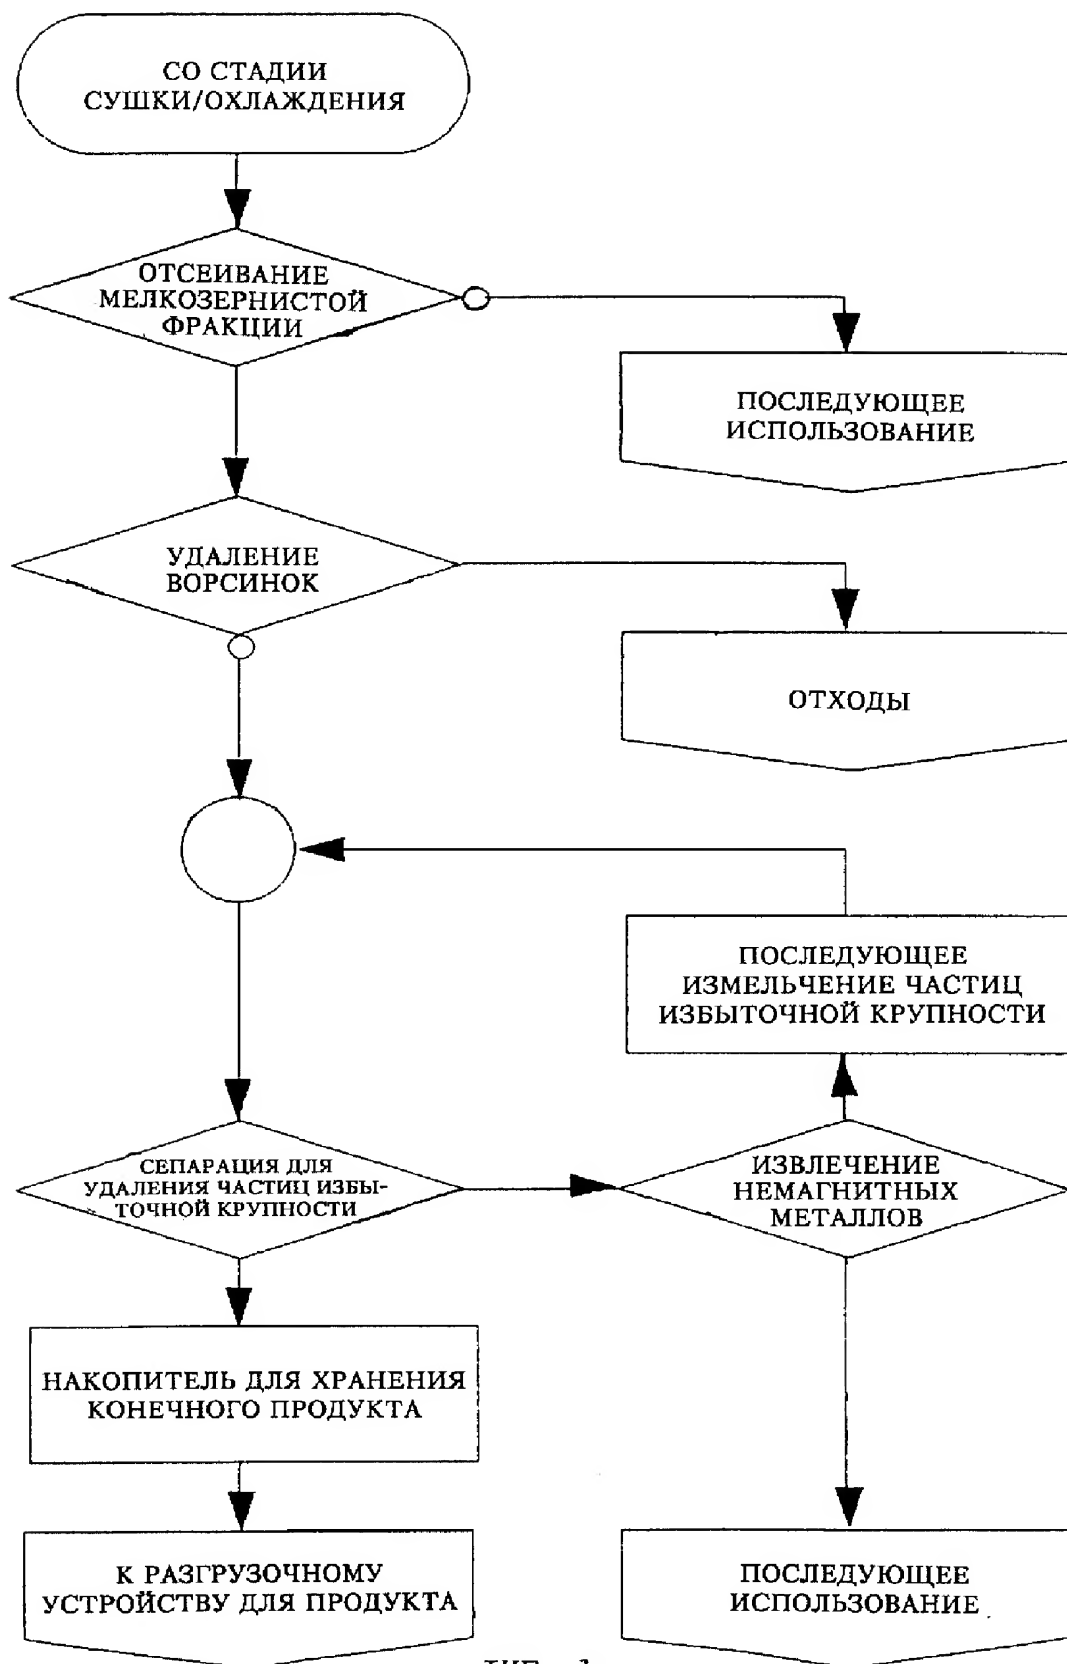 СО СТАДИИ
СУШКИ/ОХЛАЖДЕНИЯ
ОТСЕИВАНИЕ
МЕЛКОЗЕРНИСТОЙ
ФРАКЦИИ
ПОСЛЕДУЮЩЕЕ
ИСПОЛЬЗОВАНИЕ
УДАЛЕНИЕ
ВОРСИНОК
ОТХОДЫ
ПОСЛЕДУЮЩЕЕ
ИЗМЕЛЬЧЕНИЕ ЧАСТИЦ
ИЗБЫТОЧНОЙ КРУПНОСТИ
СЕПАРАЦИЯ ДЛЯ
УДАЛЕНИЯ ЧАСТИЦ ИЗБЫ-
ТОЧНОЙ КРУПНОСТИ
ИЗВЛЕЧЕНИЕ
НЕМАГНИТНЫХ
МЕТАЛЛОВ
НАКОПИТЕЛЬ ДЛЯ ХРАНЕНИЯ
КОНЕЧНОГО ПРОДУКТА
К РАЗГРУЗОЧНОМУ
УСТРОЙСТВУ ДЛЯ ПРОДУКТА
ПОСЛЕДУЮЩЕЕ
ИСПОЛЬЗОВАНИЕ